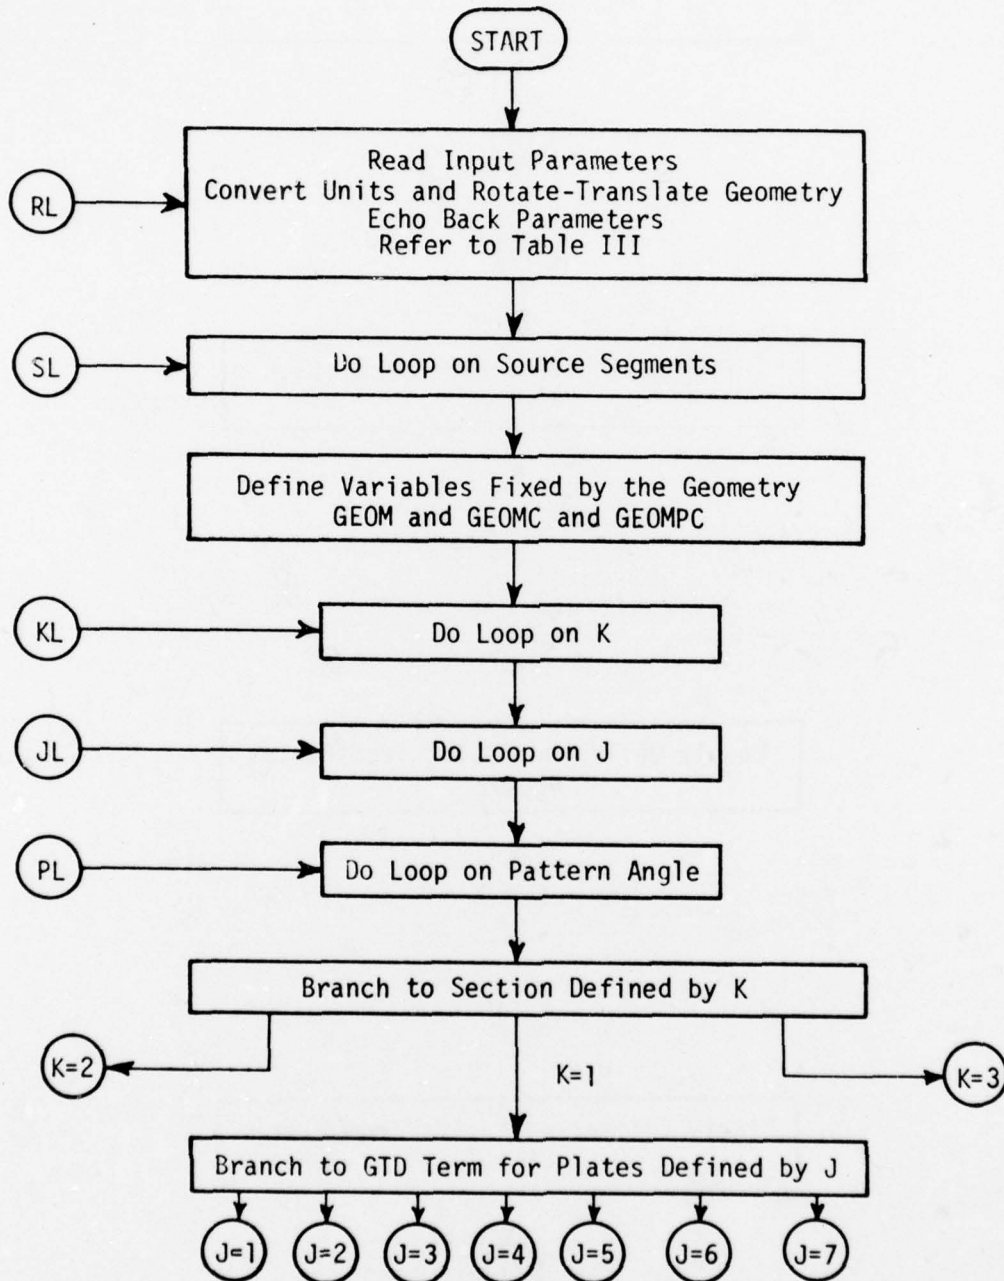 START
Read Input Parameters
Convert Units and Rotate-Translate Geometry
Echo Back Parameters
Refer to Table III
RL
SL
Do Loop on Source Segments
Define Variables Fixed by the Geometry
GEOM and GEOMC and GEOMPC
KL
Do Loop on K
JL
Do Loop on J
PL
Do Loop on Pattern Angle
Branch to Section Defined by K
K=2
K=1
K=3
Branch to GTD Term for Plates Defined by J
J=1
J=2
J=3
J=4
J=5
J=6
J=7